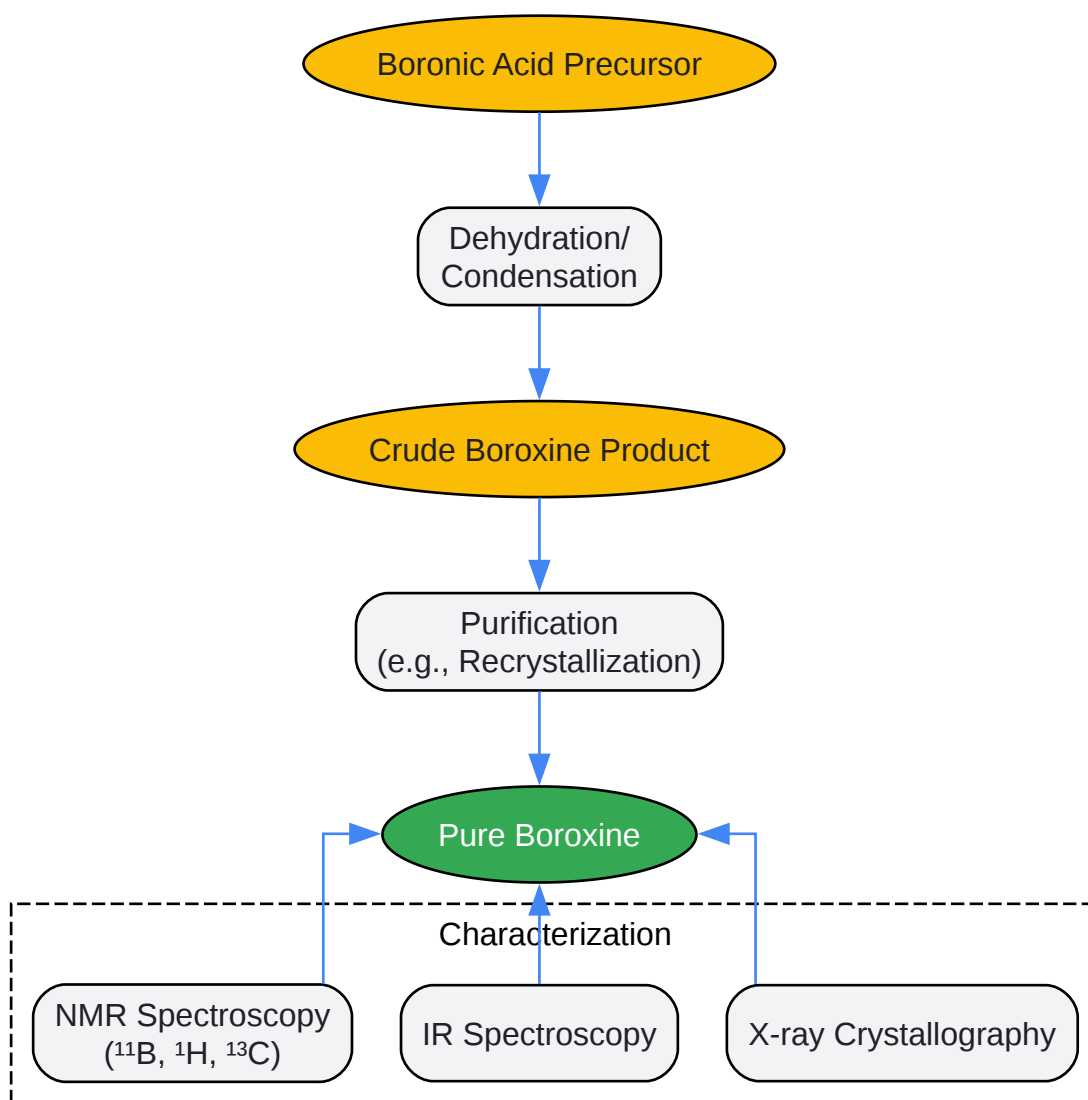 Boronic Acid Precursor
Dehydration/
Condensation
Crude Boroxine Product
Purification
(e.g., Recrystallization)
Pure Boroxine
Characterization
NMR Spectroscopy
(¹¹B, ¹H, ¹³C)
IR Spectroscopy
X-ray Crystallography